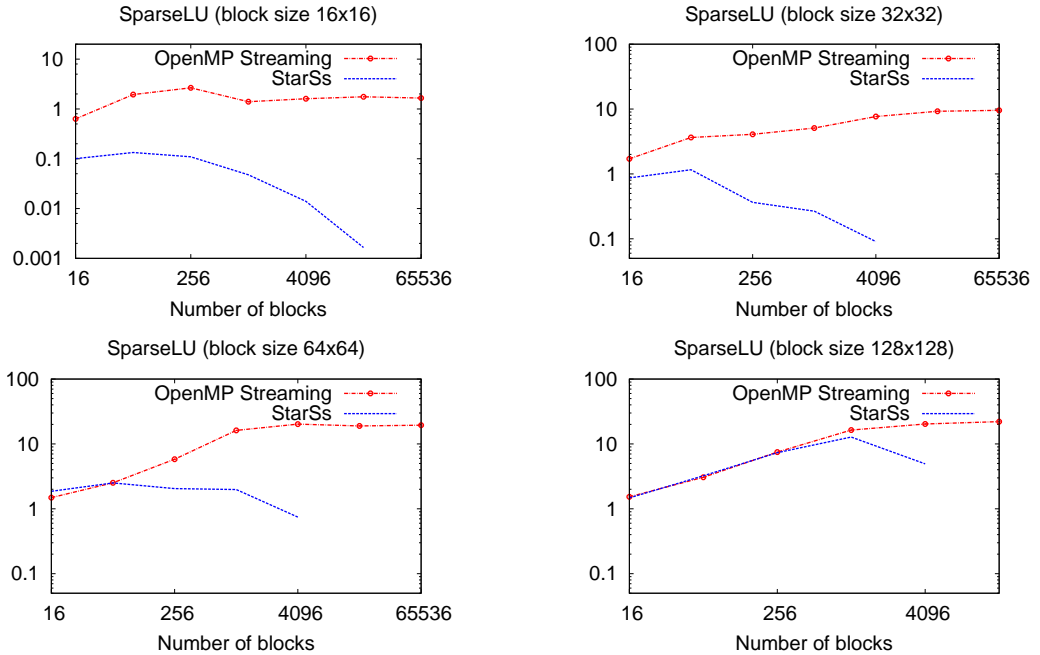 SparseLU (block size 16x16)
10
1
0.1
0.01
0.001
16
256
4096
65536
Number of blocks
OpenMP Streaming
StarSs
SparseLU (block size 32x32)
100
10
1
0.1
16
256
4096
65536
Number of blocks
OpenMP Streaming
StarSs
SparseLU (block size 64x64)
100
10
1
0.1
16
256
4096
65536
Number of blocks
OpenMP Streaming
StarSs
SparseLU (block size 128x128)
100
10
1
0.1
16
256
4096
Number of blocks
OpenMP Streaming
StarSs